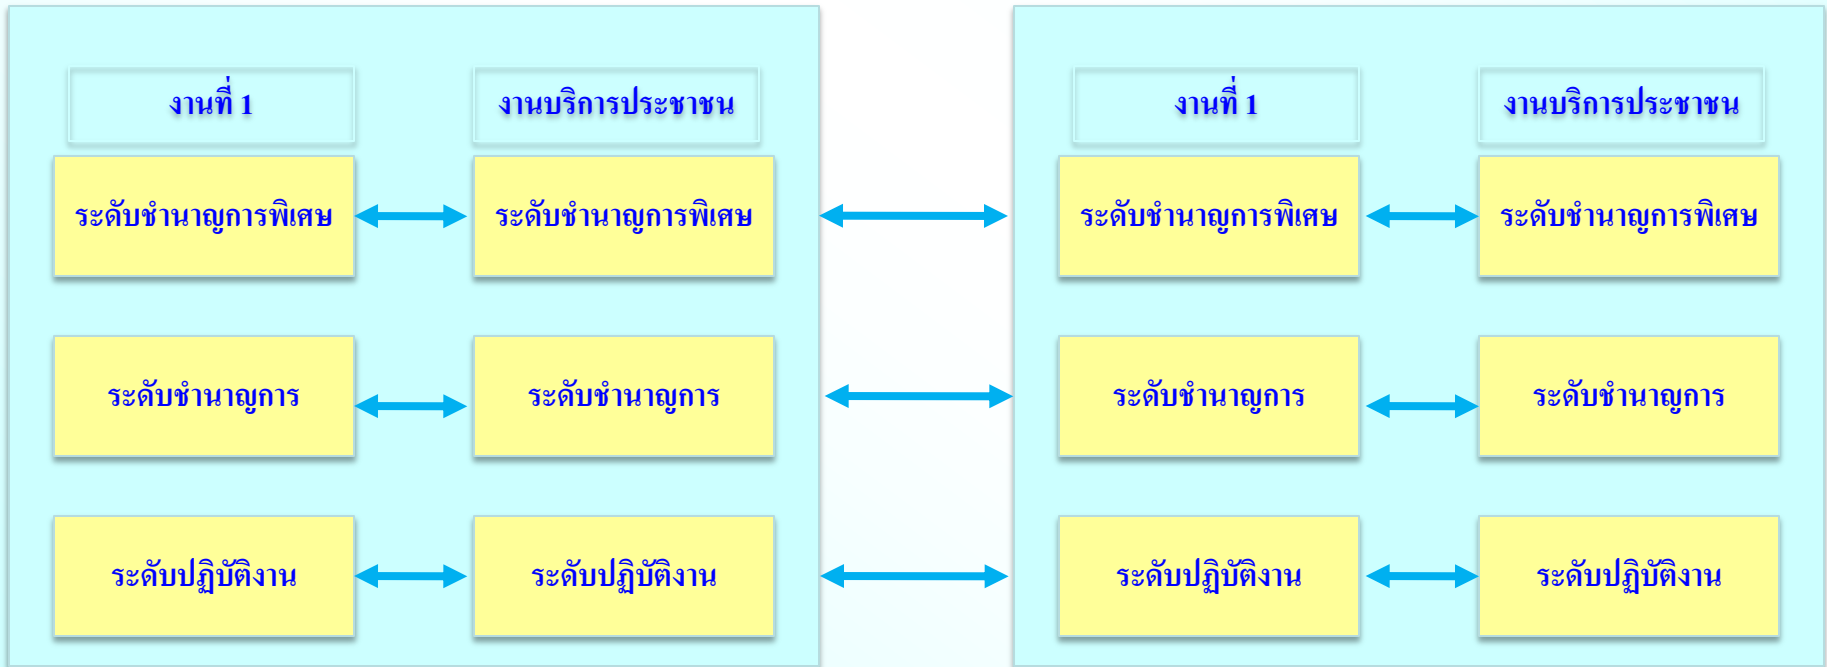 งานที่ 1
งานบริการประชาชน
ระดับชำนาญการพิเศษ
ระดับชำนาญการพิเศษ
ระดับชำนาญการ
ระดับชำนาญการ
ระดับปฏิบัติงาน
ระดับปฏิบัติงาน
งานที่ 1
งานบริการประชาชน
ระดับชำนาญการพิเศษ
ระดับชำนาญการพิเศษ
ระดับชำนาญการ
ระดับชำนาญการ
ระดับปฏิบัติงาน
ระดับปฏิบัติงาน